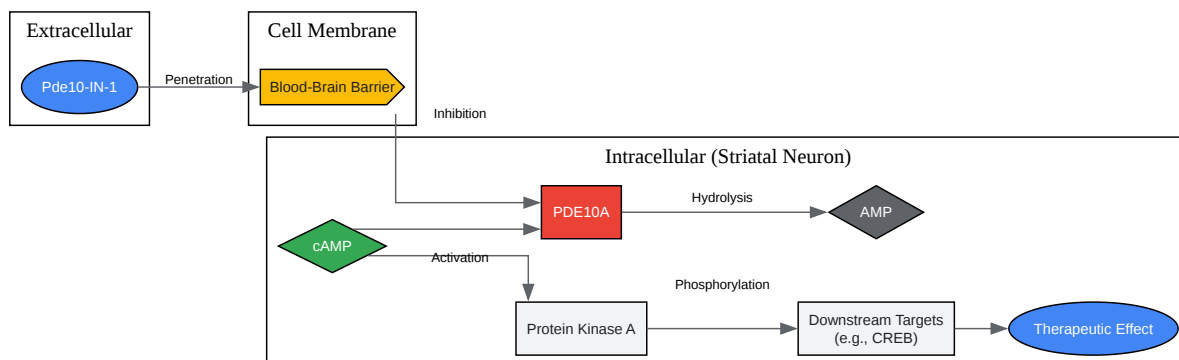 Extracellular
Cell Membrane
Pde10-IN-1
Penetration
Blood-Brain Barrier
Inhibition
Intracellular (Striatal Neuron)
PDE10A
Hydrolysis
AMP
cAMP
Activation
Phosphorylation
Protein Kinase A
Downstream Targets
(e.g., CREB)
Therapeutic Effect